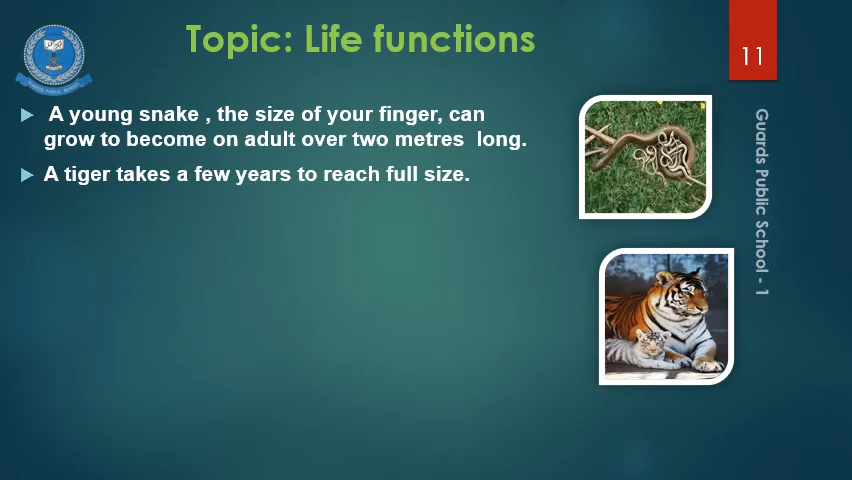 Topic: Life functions
11
A young snake , the size of your finger, can
grow to become on adult over two metres  long.
A tiger takes a few years to reach full size.
Guards Public School - 1